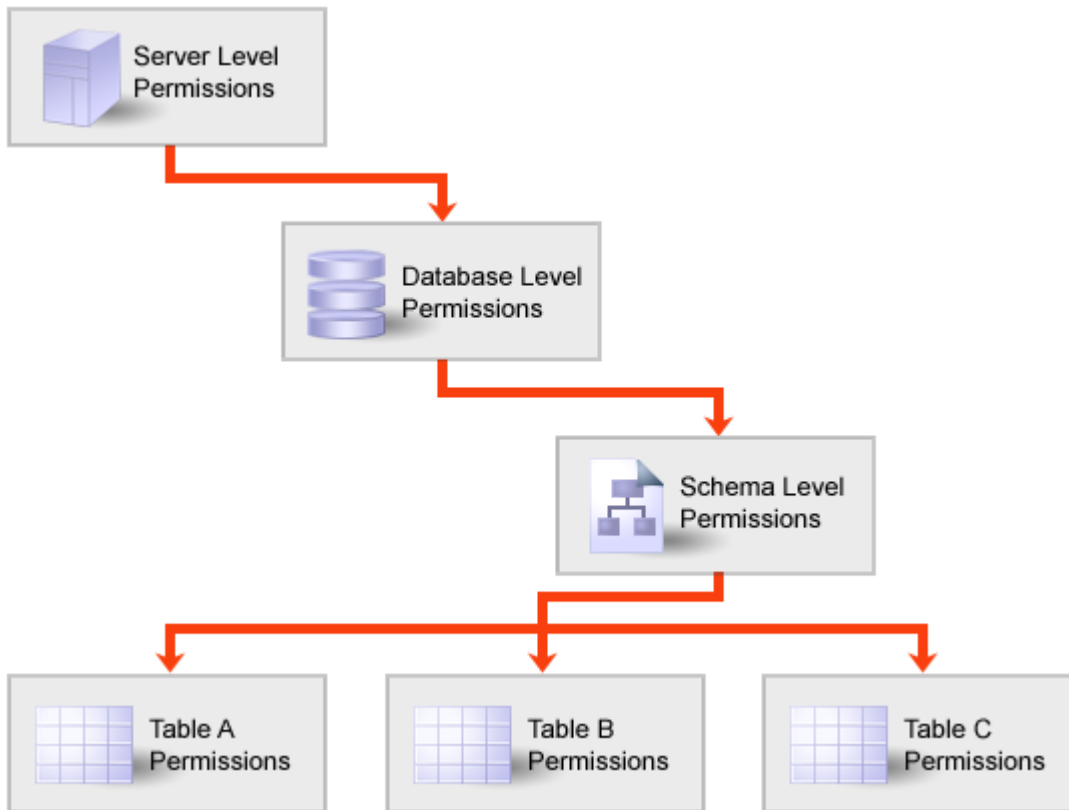 Server Level
Permissions
Database Level
Permissions
Schema Level
Permissions
Table A
Permissions
Table B
Permissions
Table C
Permissions